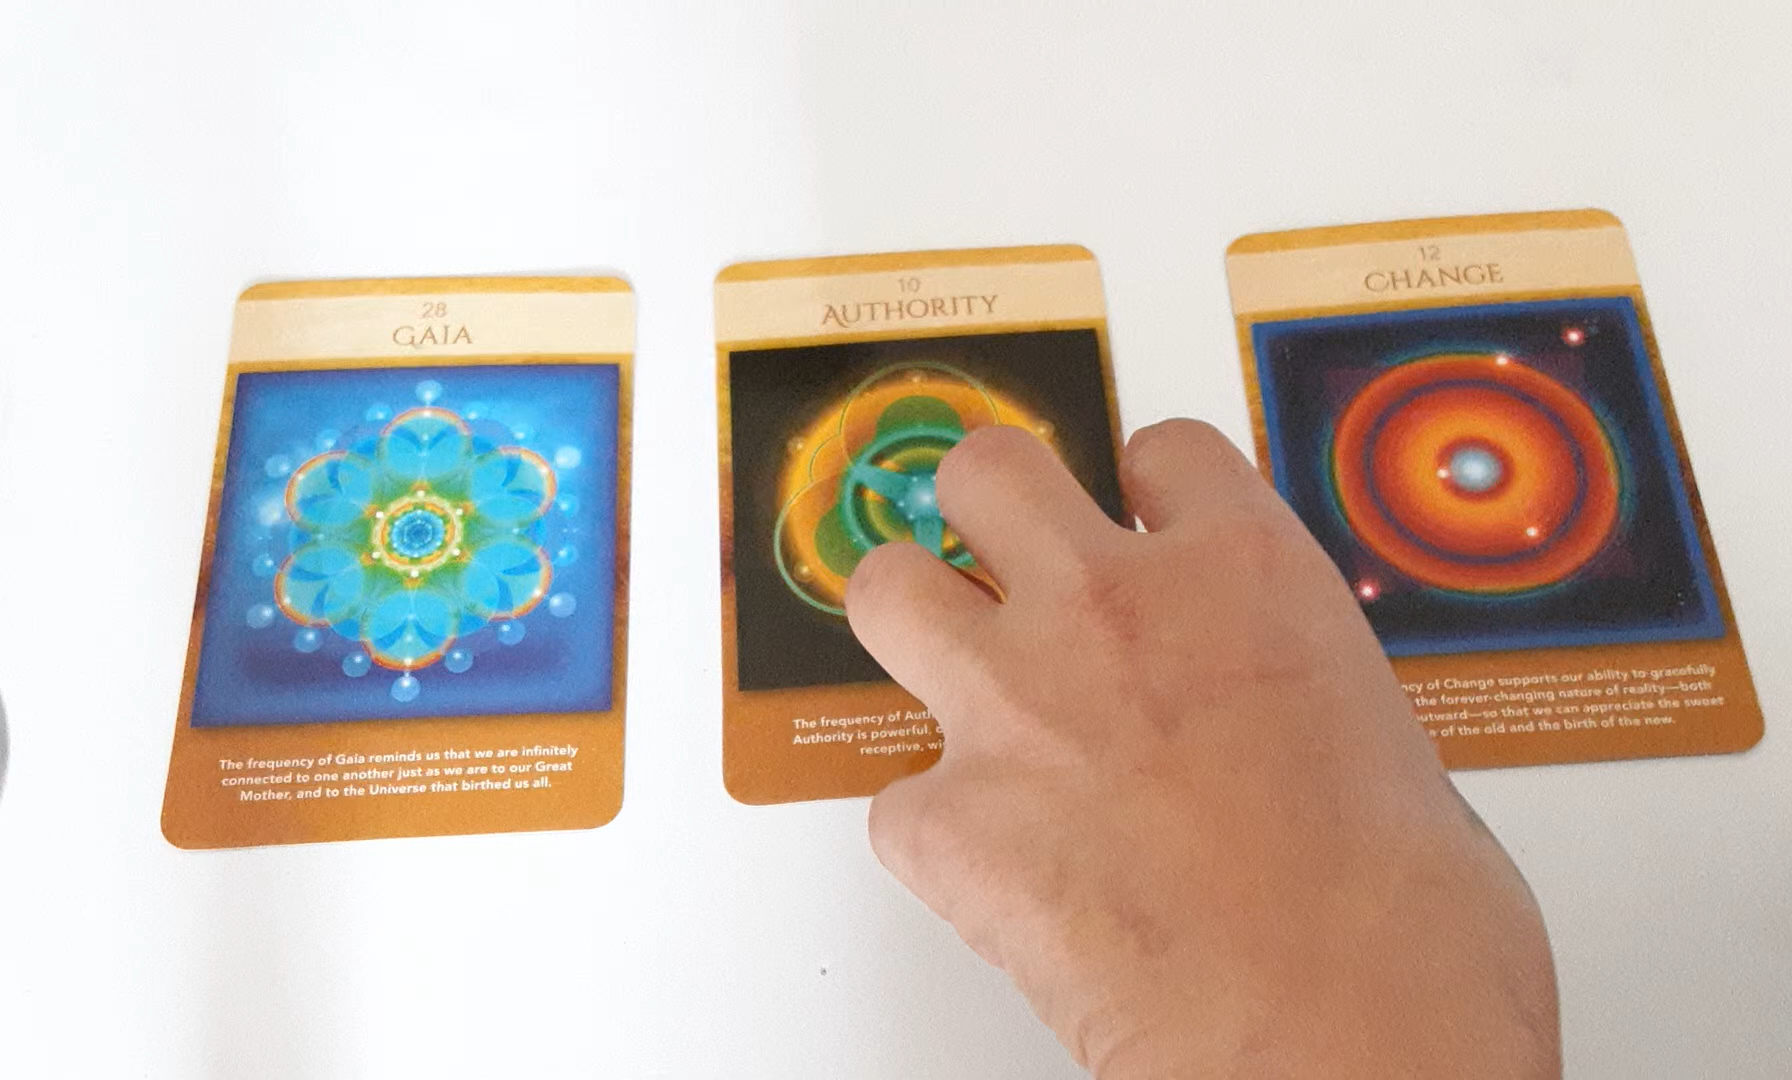 28
GAIA
The frequency of Gaia reminds us that we are infinitely
connected to one another just as we are to our Great
Mother, and to the Universe that birthed us all.
10
AUTHORITY
The frequency of
Authority is powerful,
receptive,
12
CHANGE
of Change supports our ability to gracefully
the forever-changing nature of reality—both
so that we can appreciate the sweet
of the old and the birth of the new.